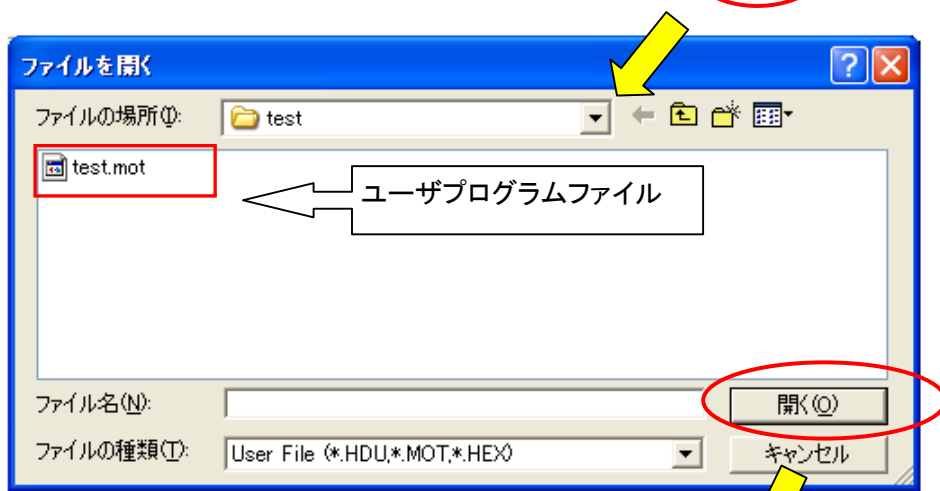 ファイルを開く
ファイルの場所(I):
test
test.mot
ユーザプログラムファイル
ファイル名(N):
開く(O)
ファイルの種類(T):
User File (*.HDU,*.MOT,*.HEX)
キャンセル